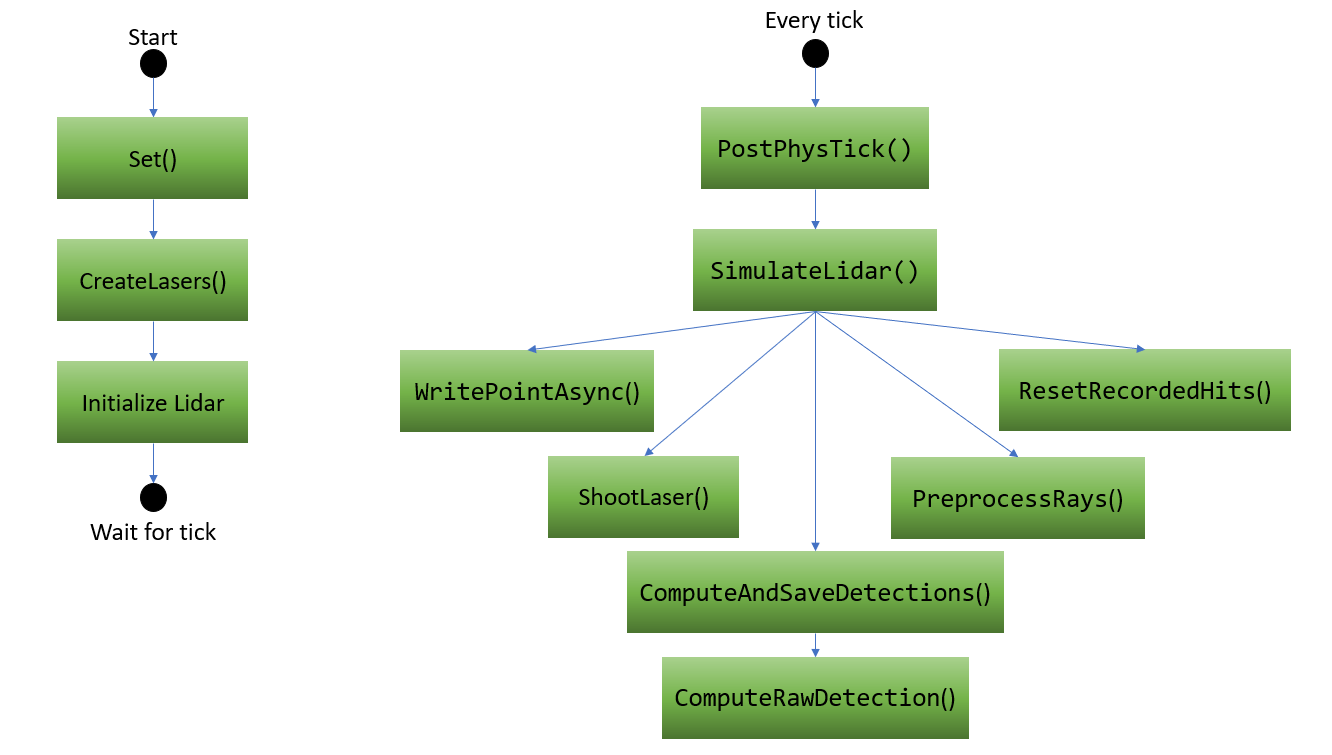 Start
Set()
CreateLasers()
Initialize Lidar
Wait for tick
Every tick
PostPhysTick()
SimulateLidar()
WritePointAsync()
ResetRecordedHits()
ShootLaser()
PreprocessRays()
ComputeAndSaveDetections()
ComputeRawDetection()